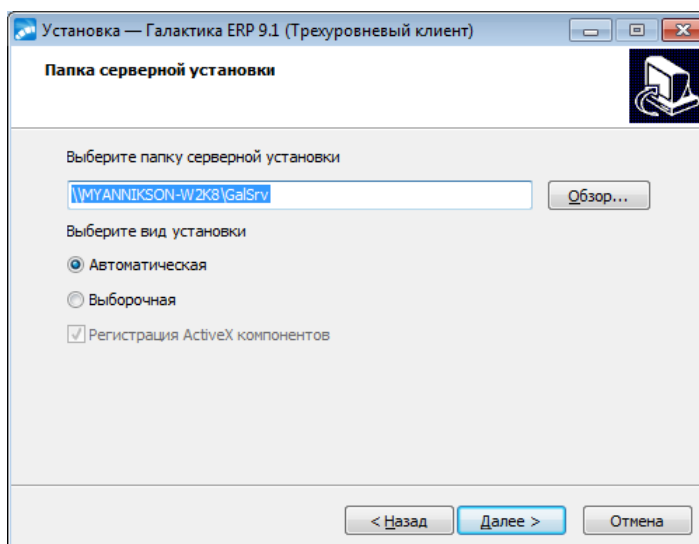 Установка — Галактика ERP 9.1 (Трехуровневый клиент)
Папка серверной установки
Выберите папку серверной установки
\\MYANNIKSON-W2K8\GalSrv
Обзор...
Выберите вид установки
Автоматическая
Выборочная
Регистрация ActiveX компонентов
< Назад
Далее >
Отмена